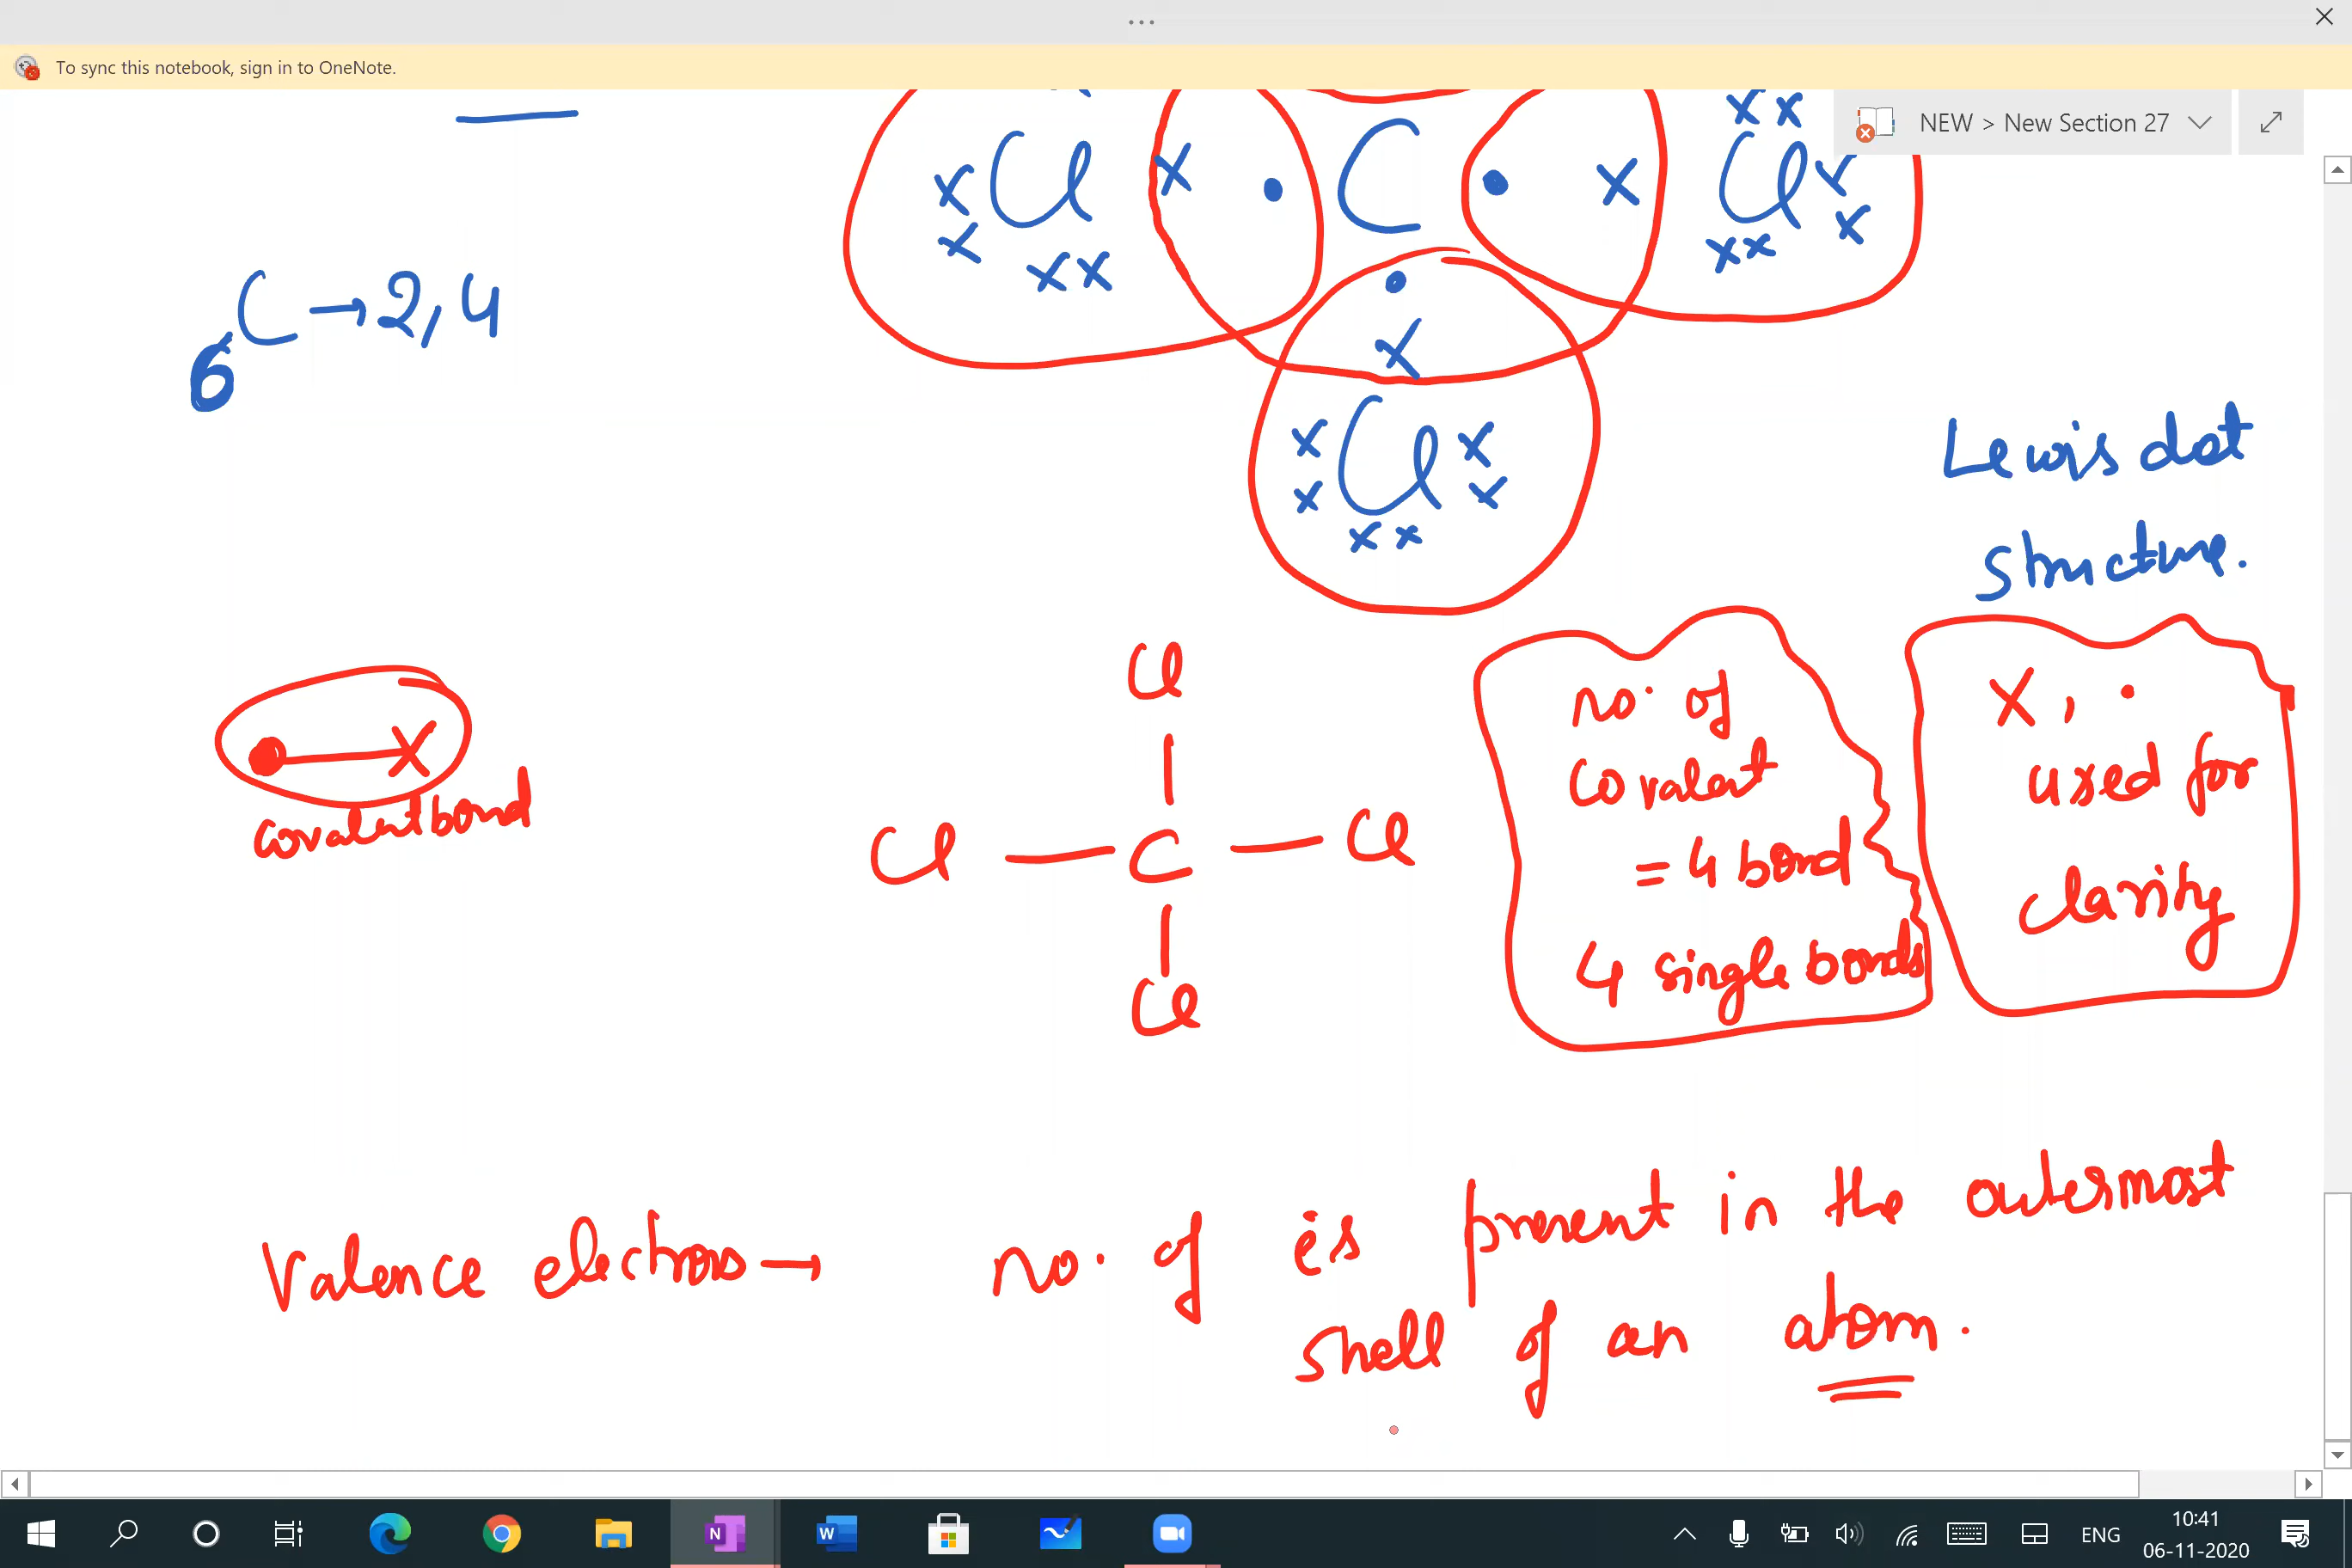 To sync this notebook, sign in to OneNote.
NEW > New Section 27
x x
x Cl x • C • x Cl x
x x x x x x
6 C → 2,4
•
x
x Cl x
x x
x x
Lewis dot
structure.
Cl
Cl — C — Cl
Cl
• — x
covalent bond
no. of
covalent
= 4 bond
4 single bonds
X, •
used for
clarity
Valence electrons → no. of es present in the outermost
shell of an atom.
ENG
10:41
06-11-2020